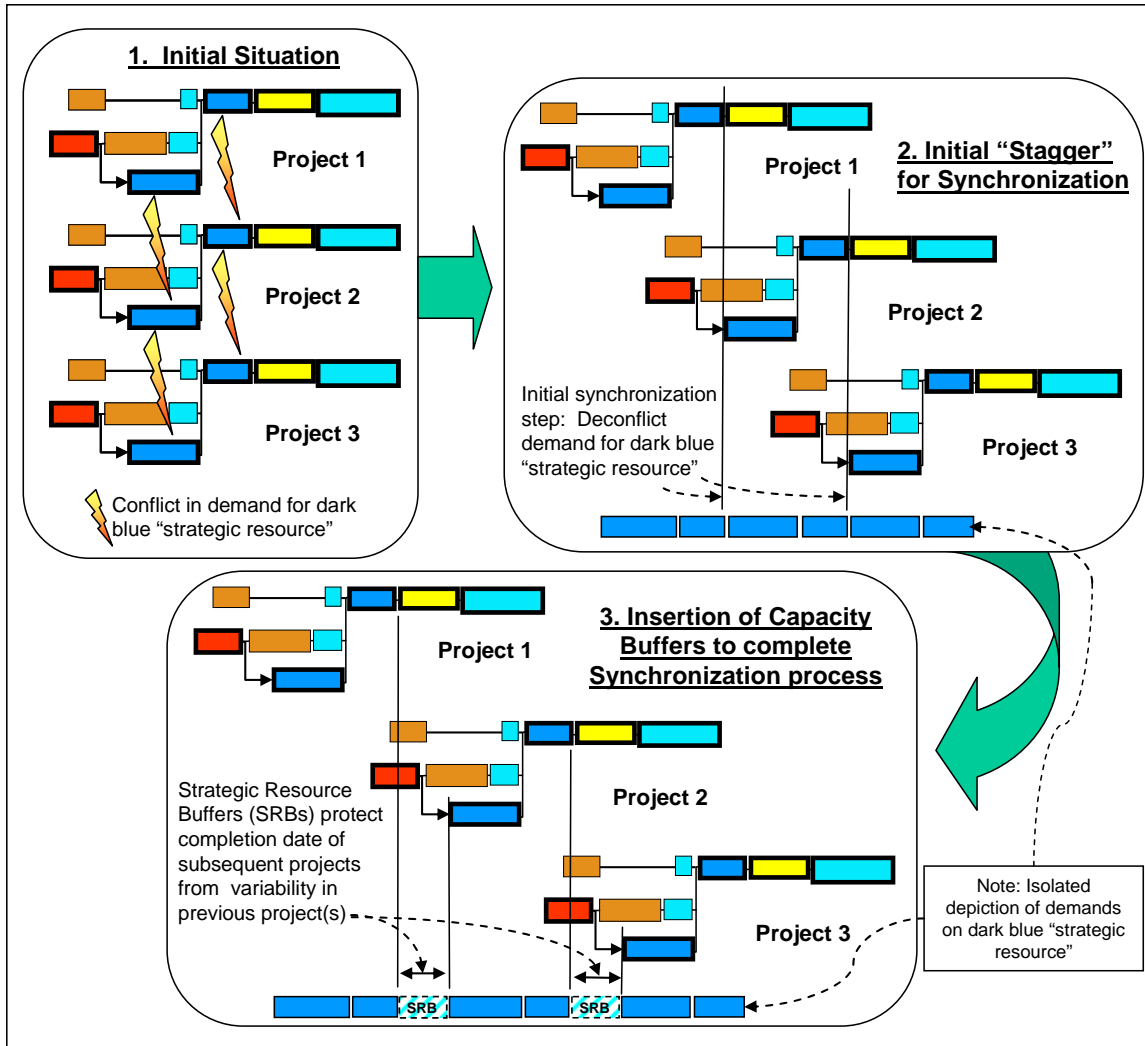 1. Initial Situation
Project 1
Project 2
Project 3
Conflict in demand for dark
blue “strategic resource”
2. Initial “Stagger”
for Synchronization
Project 1
Project 2
Project 3
Initial synchronization
step: Deconflict
demand for dark blue
“strategic resource”
3. Insertion of Capacity
Buffers to complete
Synchronization process
Project 1
Project 2
Project 3
Strategic Resource
Buffers (SRBs) protect
completion date of
subsequent projects
from variability in
previous project(s)
SRB
SRB
Note: Isolated
depiction of demands
on dark blue “strategic
resource”